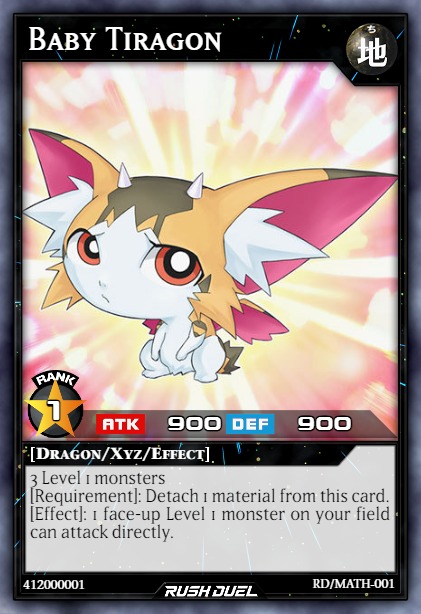 BABY TIRAGON
ち
地
RANK
1
ATK 900 DEF 900
[DRAGON/XYZ/EFFECT]
3 Level 1 monsters
[Requirement]: Detach 1 material from this card.
[Effect]: 1 face-up Level 1 monster on your field
can attack directly.
412000001
RUSH DUEL
RD/MATH-001